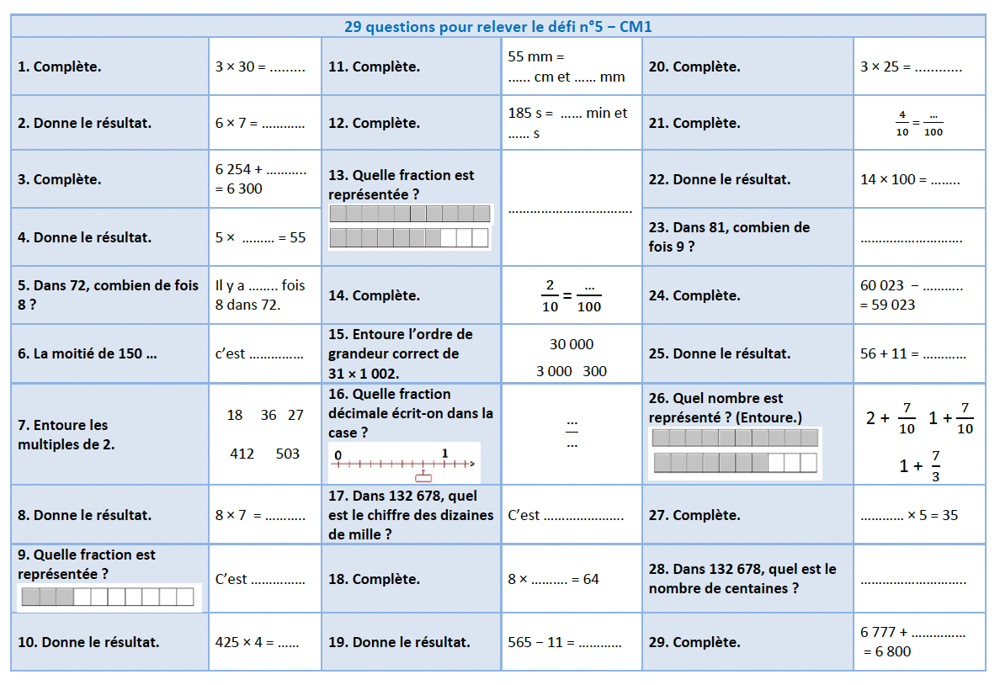 29 questions pour relever le défi n°5 – CM1
1. Complète.
3 × 30 = .........
2. Donne le résultat.
6 × 7 = …………
3. Complète.
6 254 + ………..
= 6 300
4. Donne le résultat.
5 × ……… = 55
5. Dans 72, combien de fois
8 ?
Il y a …….. fois
8 dans 72.
6. La moitié de 150 …
c’est ……………
7. Entoure les
multiples de 2.
18 36 27
412 503
8. Donne le résultat.
8 × 7 = ………..
9. Quelle fraction est
représentée ?
C’est ……………
10. Donne le résultat.
425 × 4 = ……
11. Complète.
55 mm =
…… cm et …… mm
12. Complète.
185 s = …… min et
…… s
13. Quelle fraction est
représentée ?
…………………………….
14. Complète.
2/10 = …/100
15. Entoure l’ordre de
grandeur correct de
31 × 1 002.
30 000
3 000 300
16. Quelle fraction
décimale écrit-on dans la
case ?
0 1
…/…
17. Dans 132 678, quel
est le chiffre des dizaines
de mille ?
C’est ………………….
18. Complète.
8 × ………. = 64
19. Donne le résultat.
565 – 11 = …………
20. Complète.
3 × 25 = …………
21. Complète.
4/10 = …/100
22. Donne le résultat.
14 × 100 = ……..
23. Dans 81, combien de
fois 9 ?
……………………….
24. Complète.
60 023 – ………..
= 59 023
25. Donne le résultat.
56 + 11 = …………
26. Quel nombre est
représenté ? (Entoure.)
2 + 7/10 1 + 7/10
1 + 7/3
27. Complète.
………… × 5 = 35
28. Dans 132 678, quel est le
nombre de centaines ?
………………………..
29. Complète.
6 777 + ……………
= 6 800